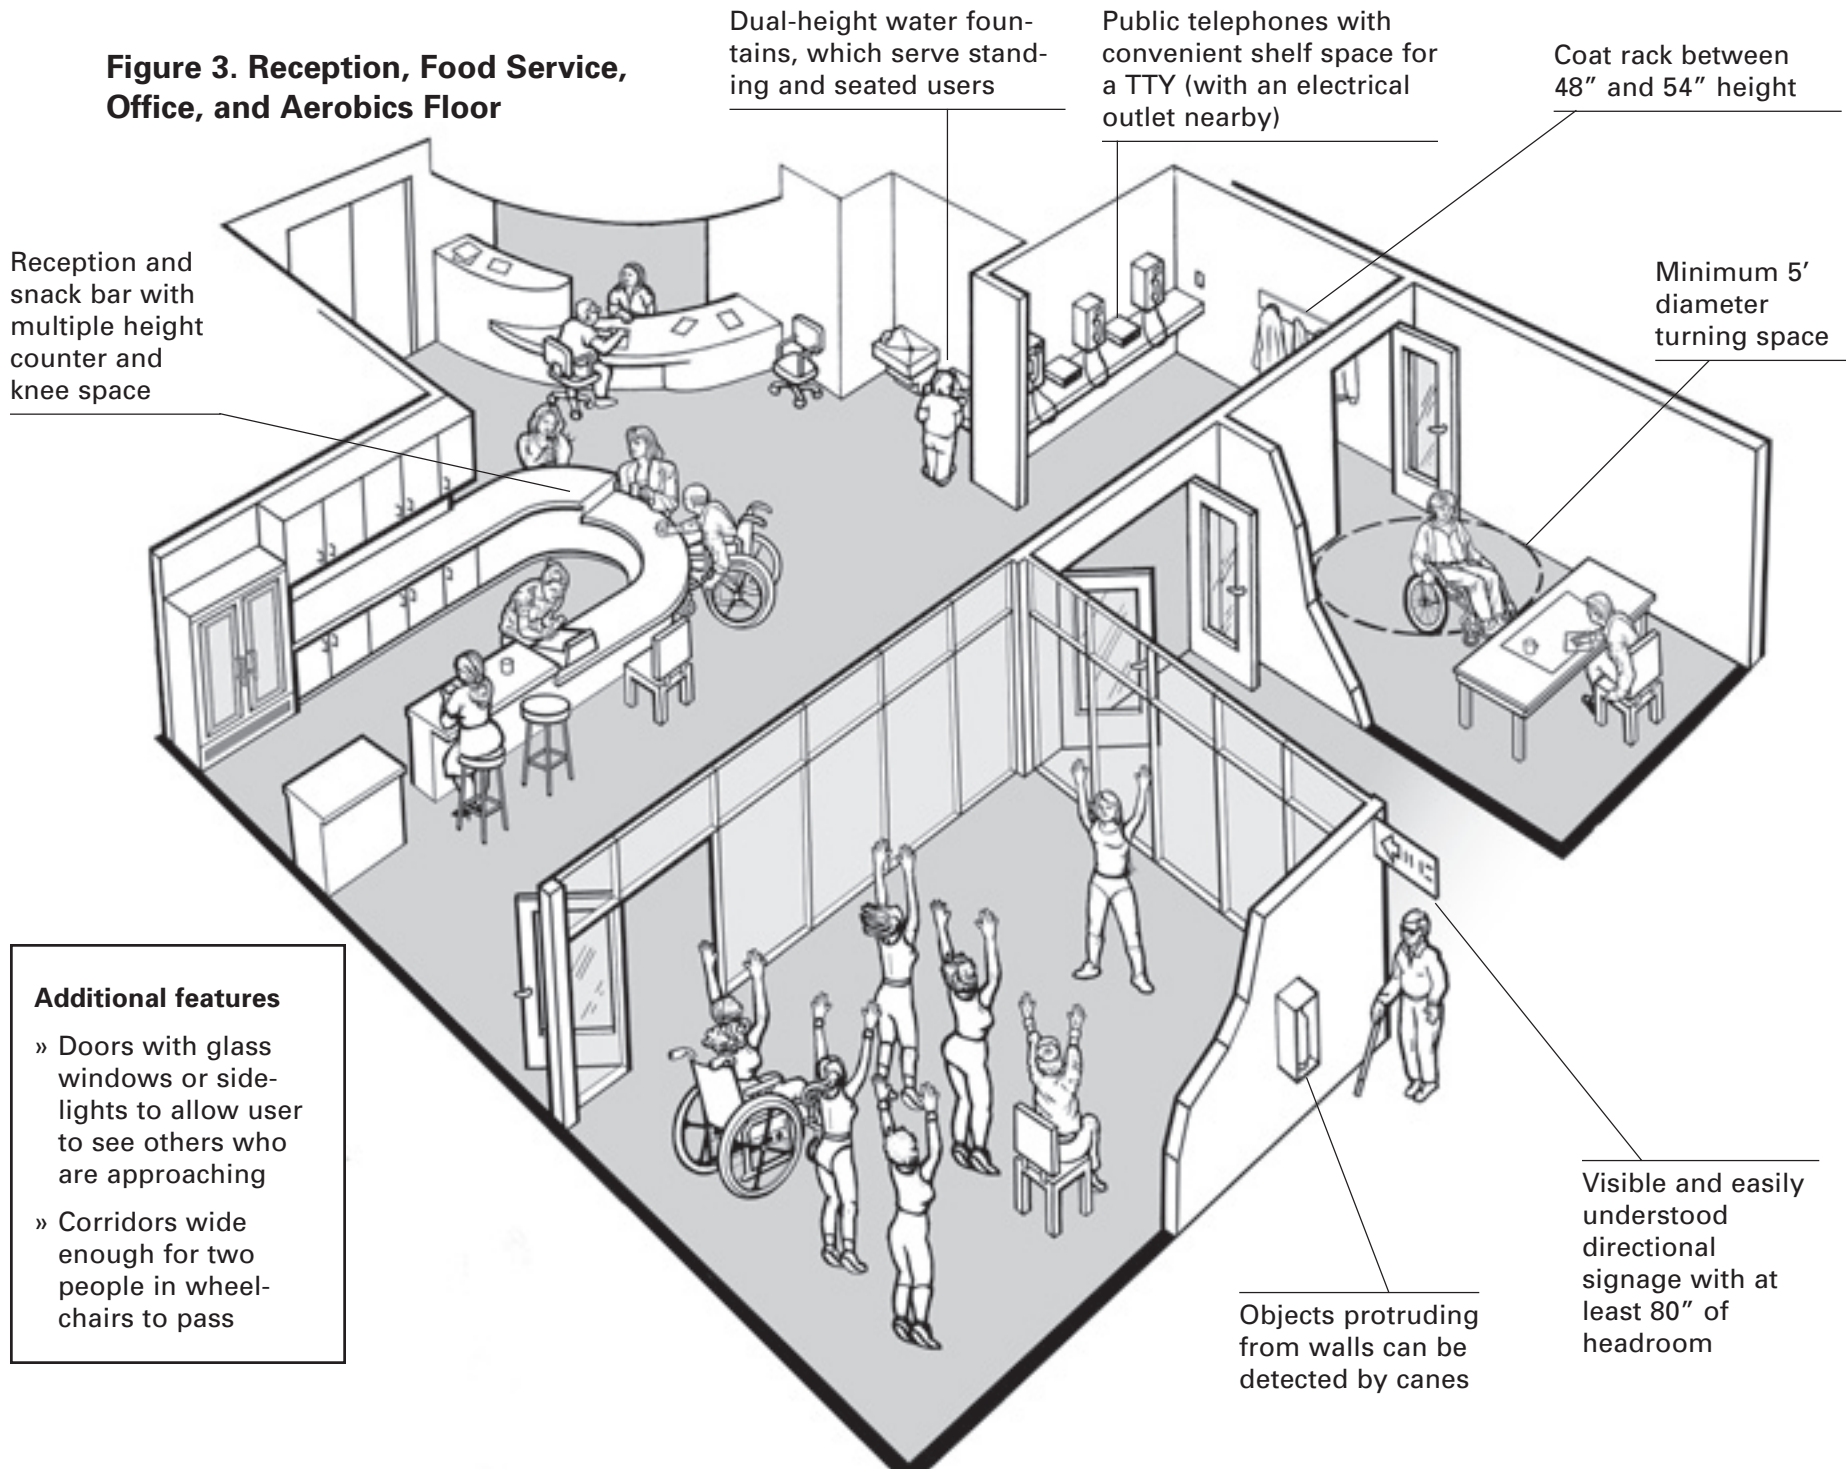 Figure 3. Reception, Food Service,
Office, and Aerobics Floor
Dual-height water foun-
tains, which serve stand-
ing and seated users
Public telephones with
convenient shelf space for
a TTY (with an electrical
outlet nearby)
Coat rack between
48” and 54” height
Reception and
snack bar with
multiple height
counter and
knee space
Minimum 5’
diameter
turning space
Additional features
» Doors with glass
windows or side-
lights to allow user
to see others who
are approaching
» Corridors wide
enough for two
people in wheel-
chairs to pass
Objects protruding
from walls can be
detected by canes
Visible and easily
understood
directional
signage with at
least 80” of
headroom